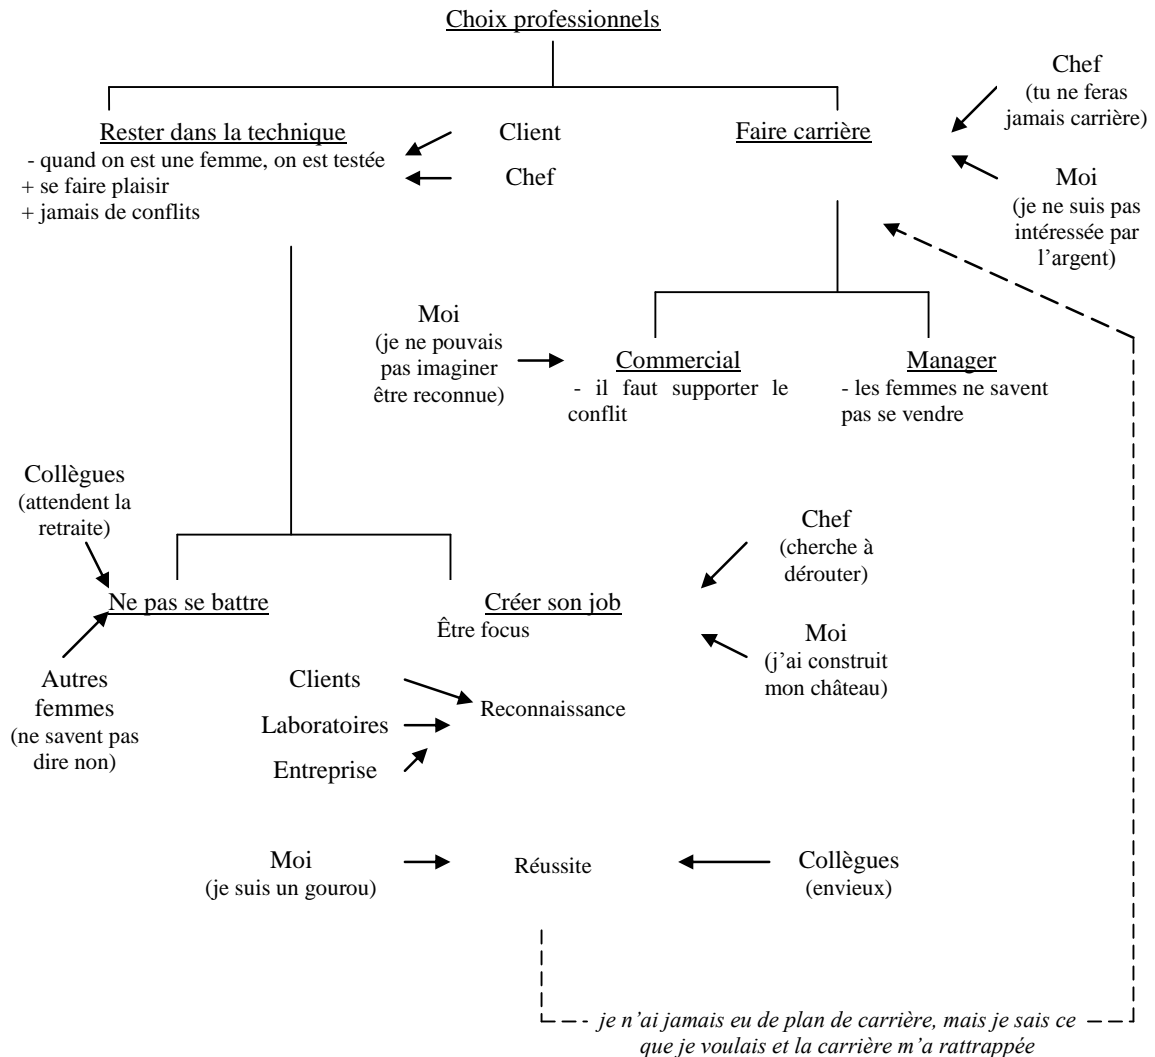 Choix professionnels
Chef
(tu ne feras
jamais carrière)
Rester dans la technique
- quand on est une femme, on est testée
+ se faire plaisir
+ jamais de conflits
Client
Chef
Faire carrière
Moi
(je ne suis pas
intéressée par
l’argent)
Moi
(je ne pouvais
pas imaginer
être reconnue)
Commercial
- il faut supporter le
conflit
Manager
- les femmes ne savent
pas se vendre
Collègues
(attendent la
retraite)
Chef
(cherche à
dérouter)
Ne pas se battre
Créer son job
Être focus
Moi
(j’ai construit
mon château)
Autres
femmes
(ne savent pas
dire non)
Clients
Laboratoires
Entreprise
Reconnaissance
Moi
(je suis un gourou)
Réussite
Collègues
(envieux)
je n’ai jamais eu de plan de carrière, mais je sais ce
que je voulais et la carrière m’a rattrappée